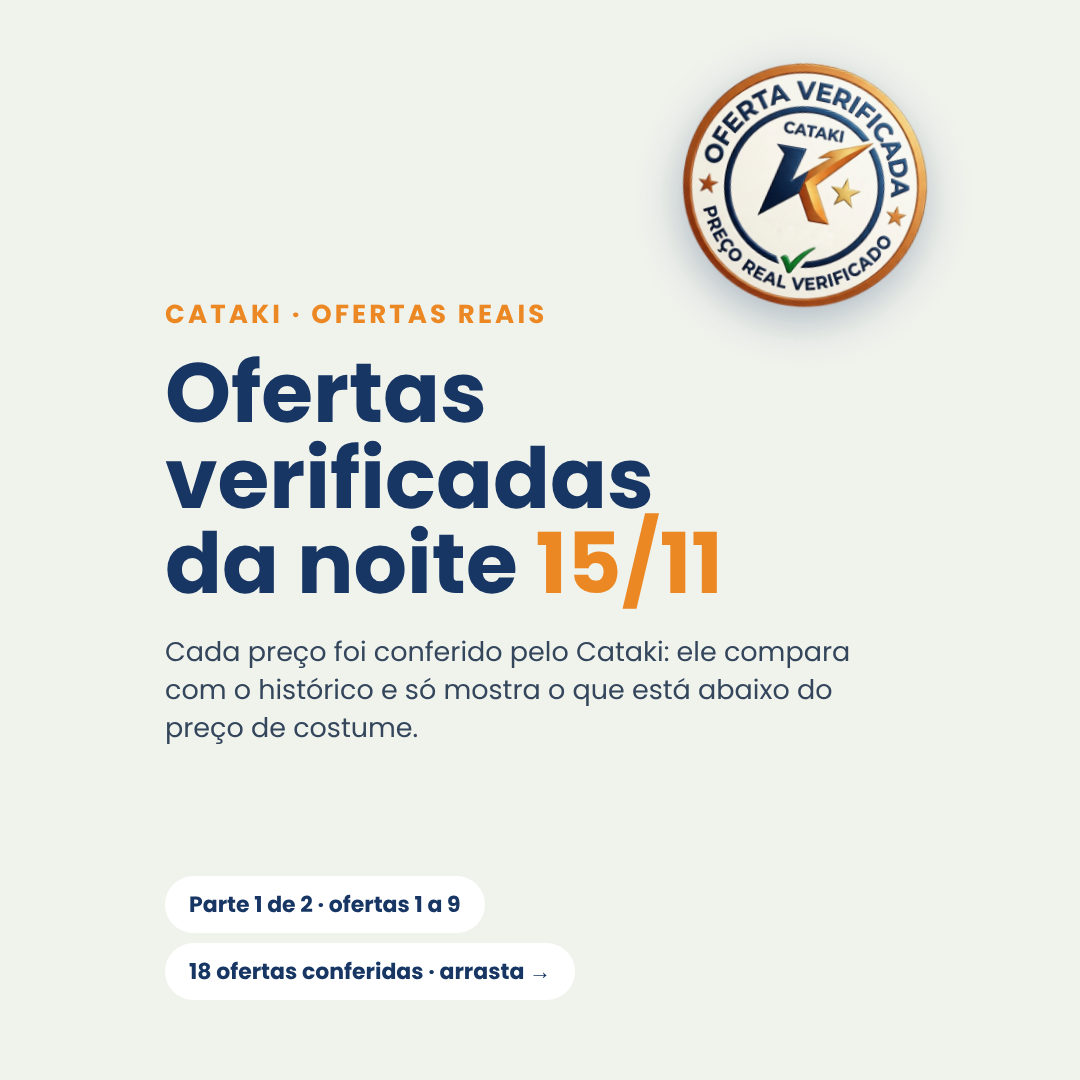 OFERTA VERIFICADA
CATAKI
PREÇO REAL VERIFICADO
CATAKI · OFERTAS REAIS
Ofertas
verificadas
da noite 15/11
Cada preço foi conferido pelo Cataki: ele compara
com o histórico e só mostra o que está abaixo do
preço de costume.
Parte 1 de 2 · ofertas 1 a 9
18 ofertas conferidas · arrasta →